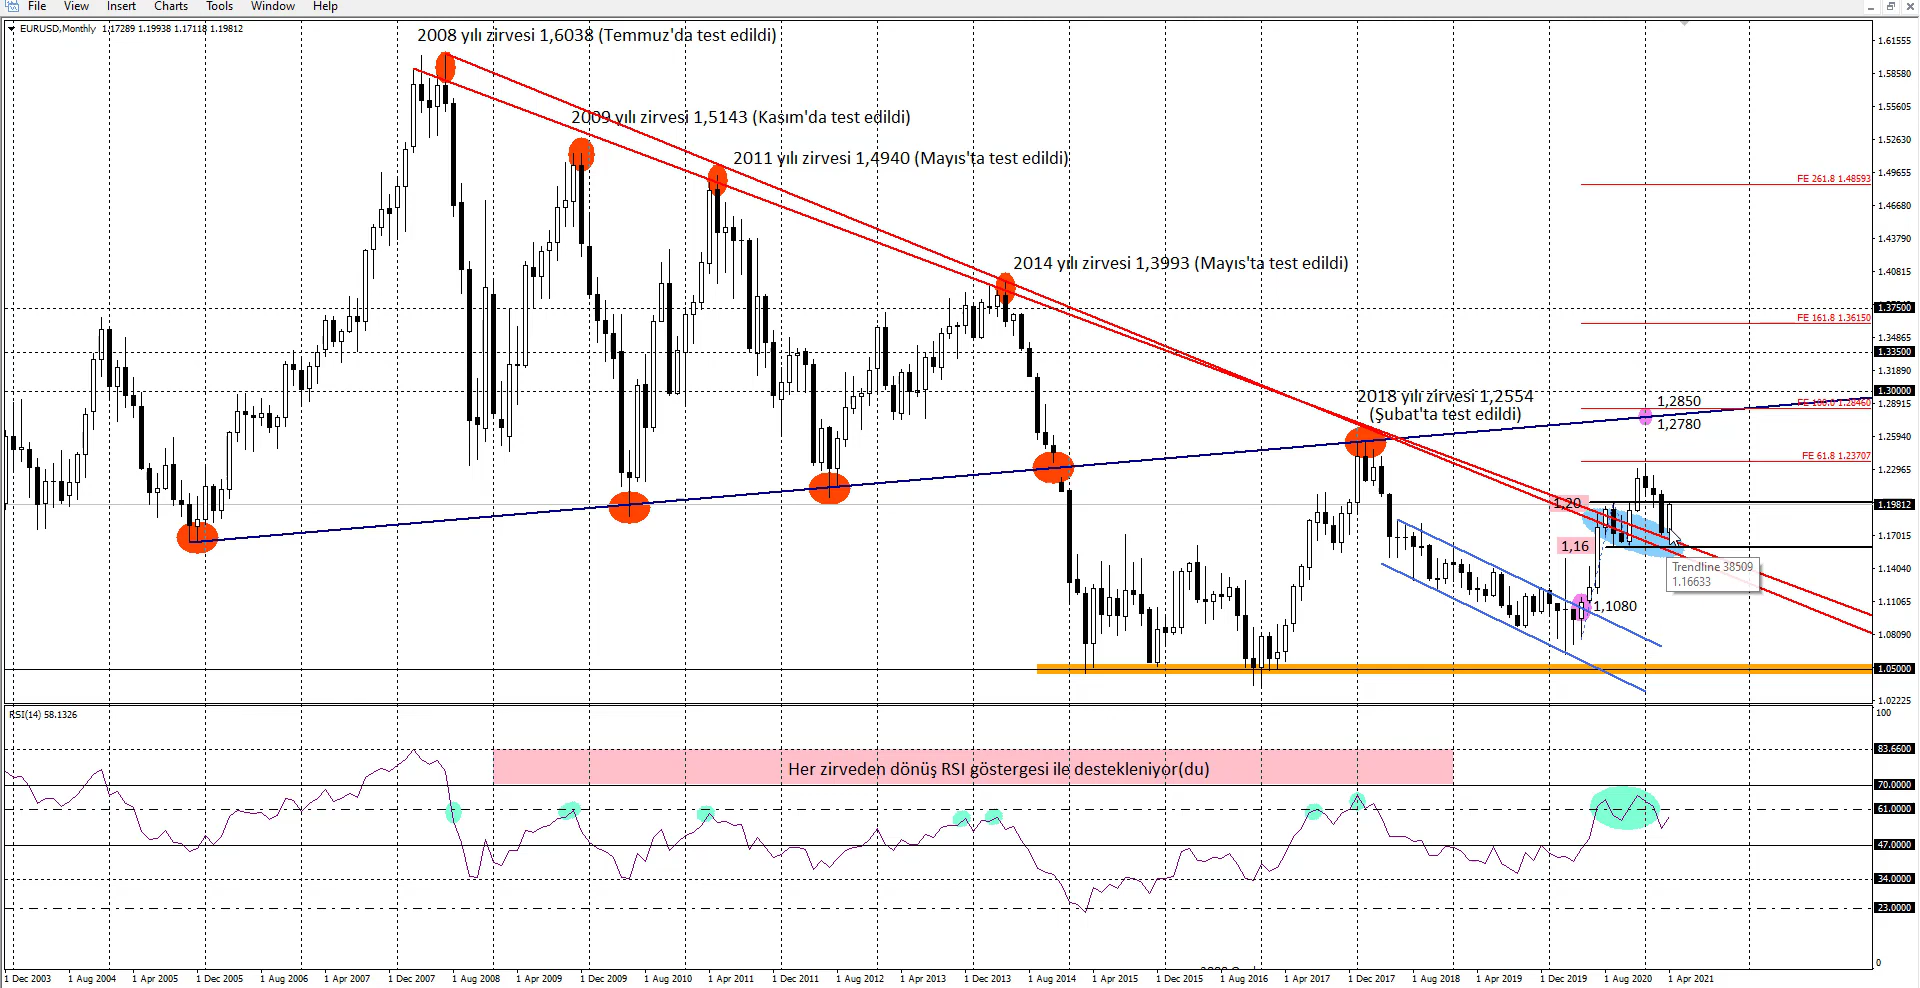 File View Insert Charts Tools Window Help
EURUSD,Monthly 1.17289 1.19938 1.17118 1.19812
2008 yılı zirvesi 1,6038 (Temmuz'da test edildi)
2009 yılı zirvesi 1,5143 (Kasım'da test edildi)
2011 yılı zirvesi 1,4940 (Mayıs'ta test edildi)
2014 yılı zirvesi 1,3993 (Mayıs'ta test edildi)
2018 yılı zirvesi 1,2554
(Şubat'ta test edildi)
FE 261.8 1.48593
FE 161.8 1.36150
FE 100.0 1.28460
FE 61.8 1.23707
1,2850
1,2780
1,20
1,16
1,1080
Trendline 38509
1.16633
1.61555
1.58580
1.55605
1.52630
1.49655
1.46680
1.43790
1.40815
1.37500
1.34865
1.33500
1.31890
1.30000
1.28915
1.25940
1.22965
1.19812
1.17015
1.14040
1.11065
1.08090
1.05000
1.02225
RSI(14) 58.1326
Her zirveden dönüş RSI göstergesi ile destekleniyor(du)
100
83.6600
70.0000
61.0000
47.0000
34.0000
23.0000
0
1 Dec 2003 1 Aug 2004 1 Apr 2005 1 Dec 2005 1 Aug 2006 1 Apr 2007 1 Dec 2007 1 Aug 2008 1 Apr 2009 1 Dec 2009 1 Aug 2010 1 Apr 2011 1 Dec 2011 1 Aug 2012 1 Apr 2013 1 Dec 2013 1 Aug 2014 1 Apr 2015 1 Dec 2015 1 Aug 2016 1 Apr 2017 1 Dec 2017 1 Aug 2018 1 Apr 2019 1 Dec 2019 1 Aug 2020 1 Apr 2021